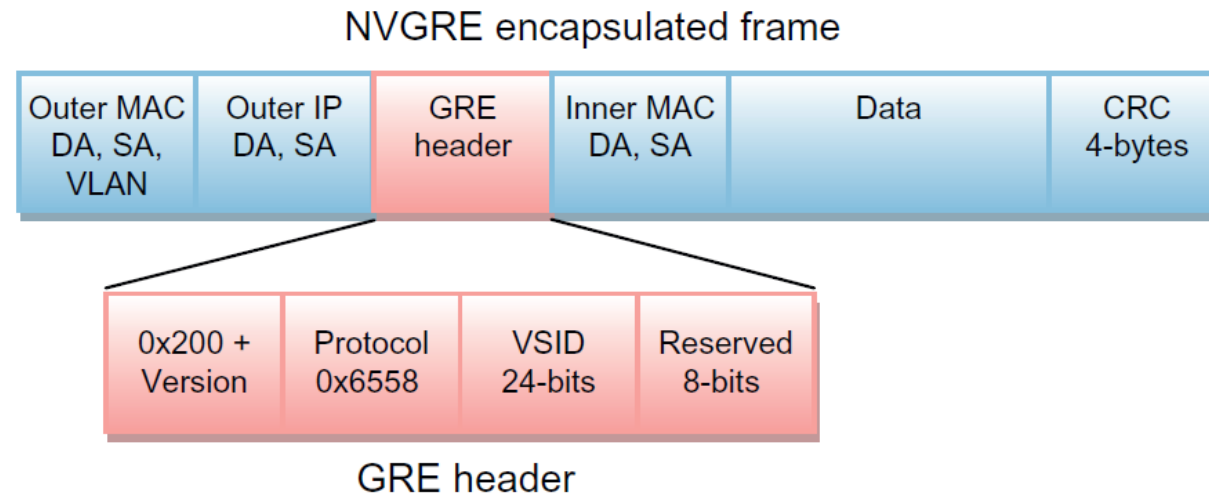 NVGRE encapsulated frame
Outer MAC
DA, SA,
VLAN
Outer IP
DA, SA
GRE
header
Inner MAC
DA, SA
Data
CRC
4-bytes
0x200 +
Version
Protocol
0x6558
VSID
24-bits
Reserved
8-bits
GRE header